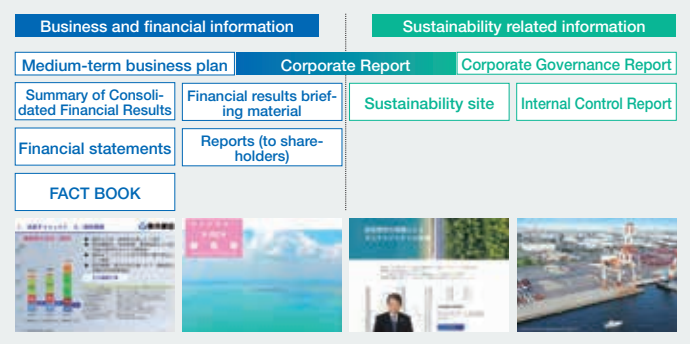 Business and financial information
Sustainability related information
Medium-term business plan
Corporate Report
Corporate Governance Report
Summary of Consoli-
dated Financial Results
Financial results brief-
ing material
Sustainability site
Internal Control Report
Financial statements
Reports (to share-
holders)
FACT BOOK